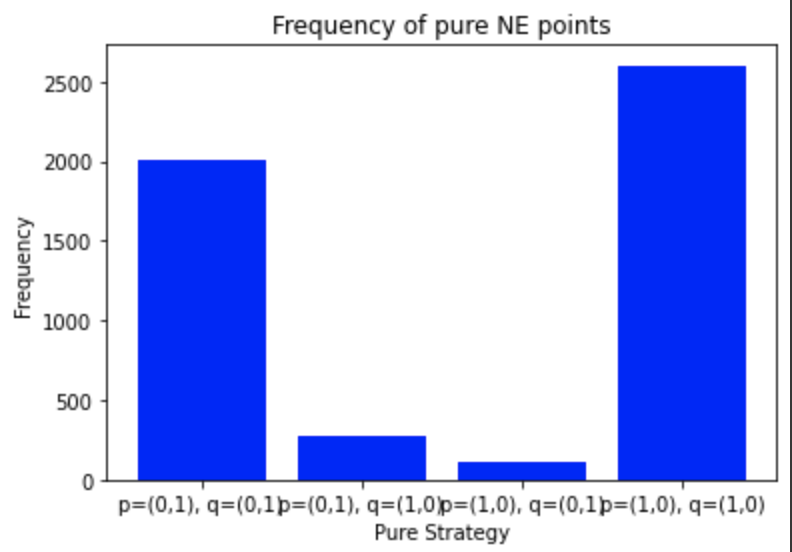 Frequency of pure NE points
2500
2000
1500
1000
500
0
Frequency
p=(0,1), q=(0,1)
p=(0,1), q=(1,0)
p=(1,0), q=(0,1)
p=(1,0), q=(1,0)
Pure Strategy